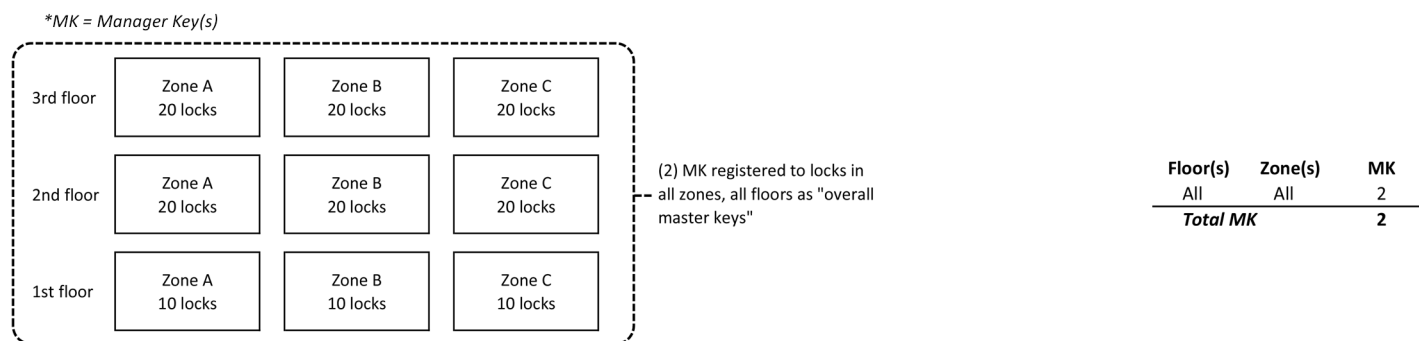 *MK = Manager Key(s)
3rd floor
Zone A
20 locks
Zone B
20 locks
Zone C
20 locks
2nd floor
Zone A
20 locks
Zone B
20 locks
Zone C
20 locks
1st floor
Zone A
10 locks
Zone B
10 locks
Zone C
10 locks
(2) MK registered to locks in
all zones, all floors as "overall
master keys"
Floor(s) Zone(s) MK
All All 2
Total MK 2